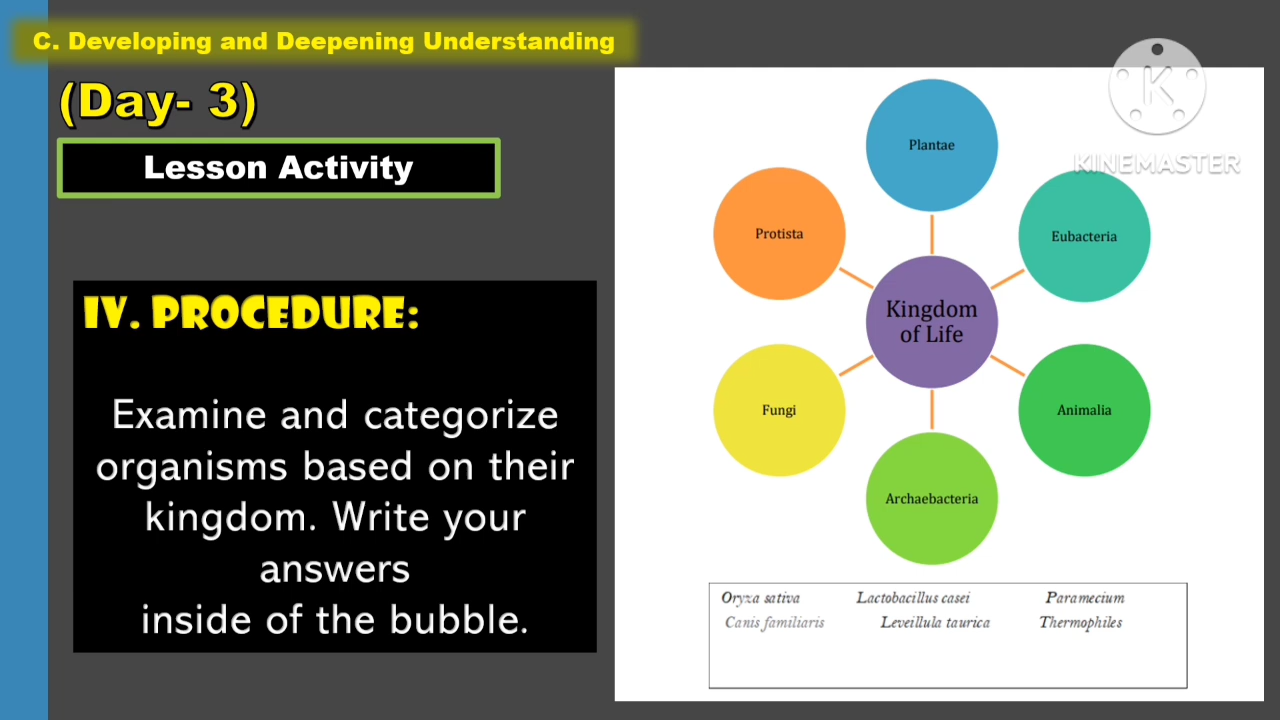 C. Developing and Deepening Understanding
(Day- 3)
Lesson Activity
IV. PROCEDURE:
Examine and categorize
organisms based on their
kingdom. Write your
answers
inside of the bubble.
KINEMASTER
Plantae
Protista
Eubacteria
Kingdom
of Life
Fungi
Animalia
Archaebacteria
Oryza sativa Lactobacillus casei Paramecium
Canis familiaris Leveillula taurica Thermophiles